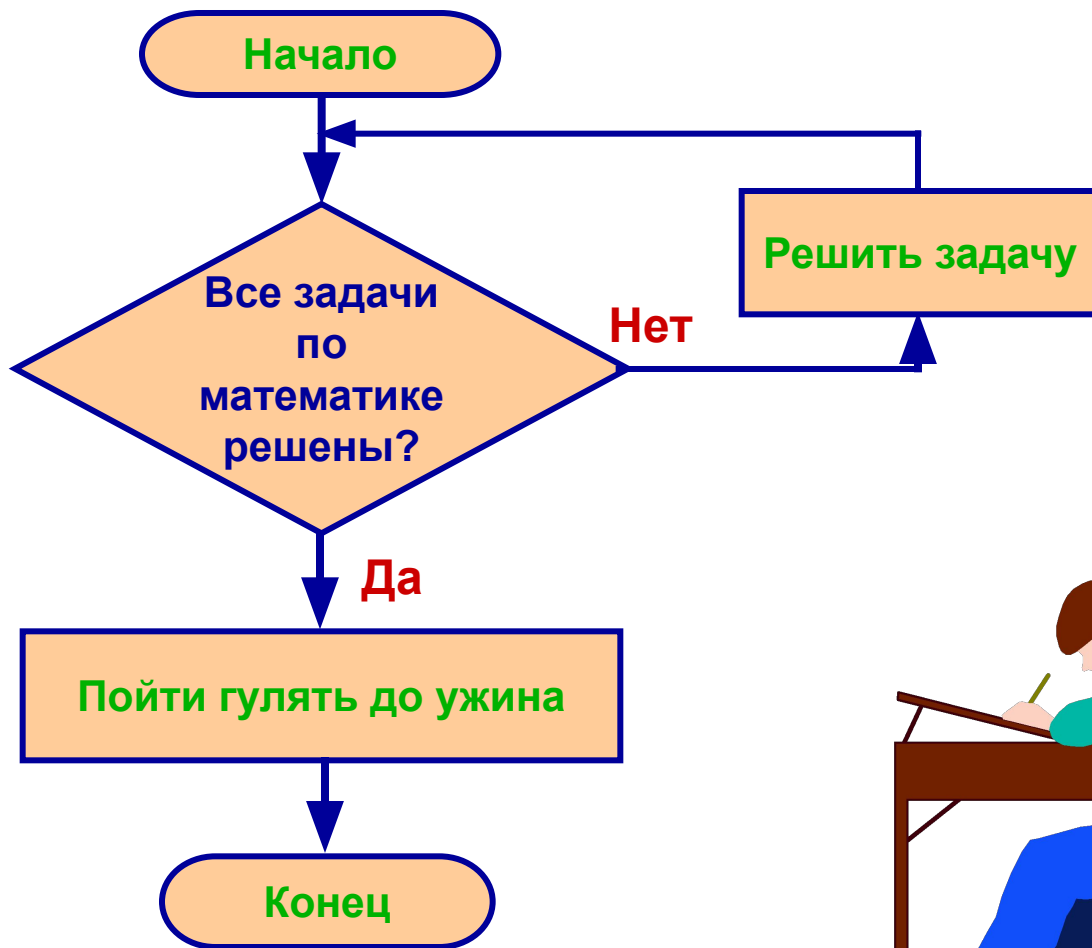 Начало
Решить задачу
Все задачи
по
математике
решены?
Нет
Да
Пойти гулять до ужина
Конец